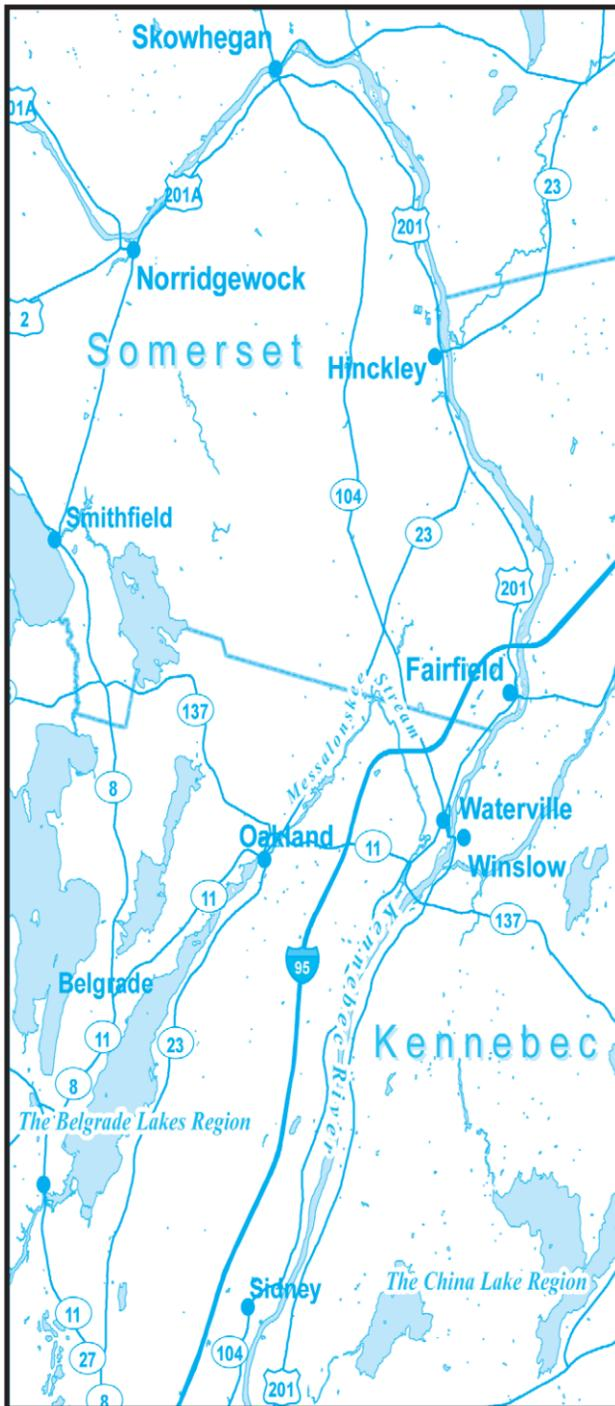 Skowhegan
01A
201A
23
201
Norridgewock
2
Somerset
Hinckley
104
Smithfield
23
201
Fairfield
Messalonskee
Stream
137
8
Waterville
Oakland
11
Winslow
11
137
Kennebec River
95
Belgrade
11
23
Kennebec
8
The Belgrade Lakes Region
The China Lake Region
Sidney
11
27
104
201
8